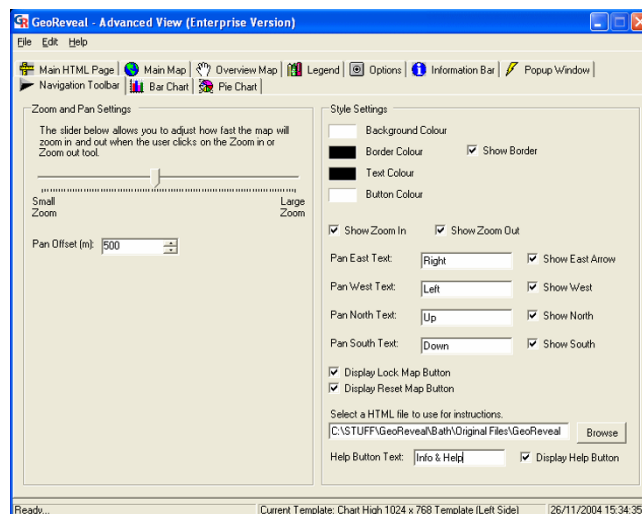 GeoReveal - Advanced View (Enterprise Version)
File Edit Help
Main HTML Page Main Map Overview Map Legend Options Information Bar Popup Window
Navigation Toolbar Bar Chart Pie Chart
Zoom and Pan Settings
The slider below allows you to adjust how fast the map will
zoom in and out when the user clicks on the Zoom in or
Zoom out tool.
Small
Zoom
Large
Zoom
Pan Offset (m): 500
Style Settings
Background Colour
Border Colour Show Border
Text Colour
Button Colour
Show Zoom In Show Zoom Out
Pan East Text: Right Show East Arrow
Pan West Text: Left Show West
Pan North Text: Up Show North
Pan South Text: Down Show South
Display Lock Map Button
Display Reset Map Button
Select a HTML file to use for instructions.
C:\STUFF\GeoReveal\Bath\Original Files\GeoReveal Browse
Help Button Text: Info & Help Display Help Button
Ready... Current Template: Chart High 1024 x 768 Template (Left Side) 26/11/2004 15:34:35